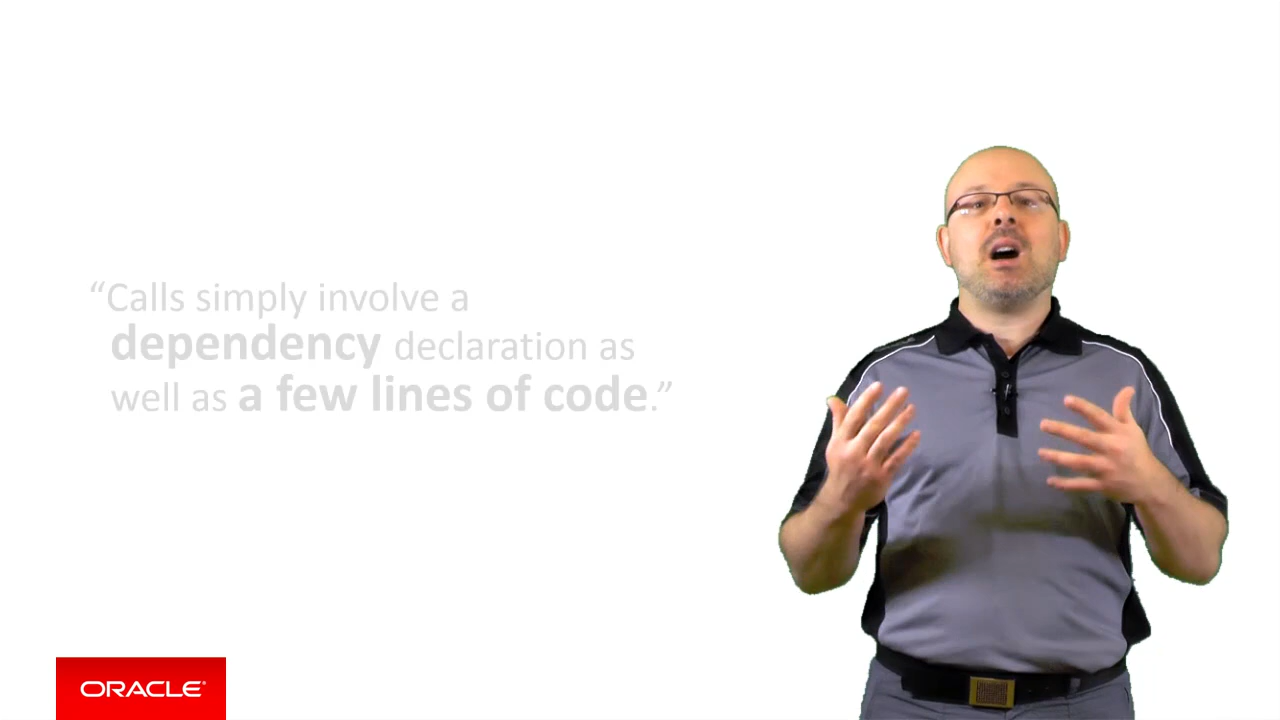 “Calls simply involve a
dependency declaration as
well as a few lines of code.”
ORACLE®